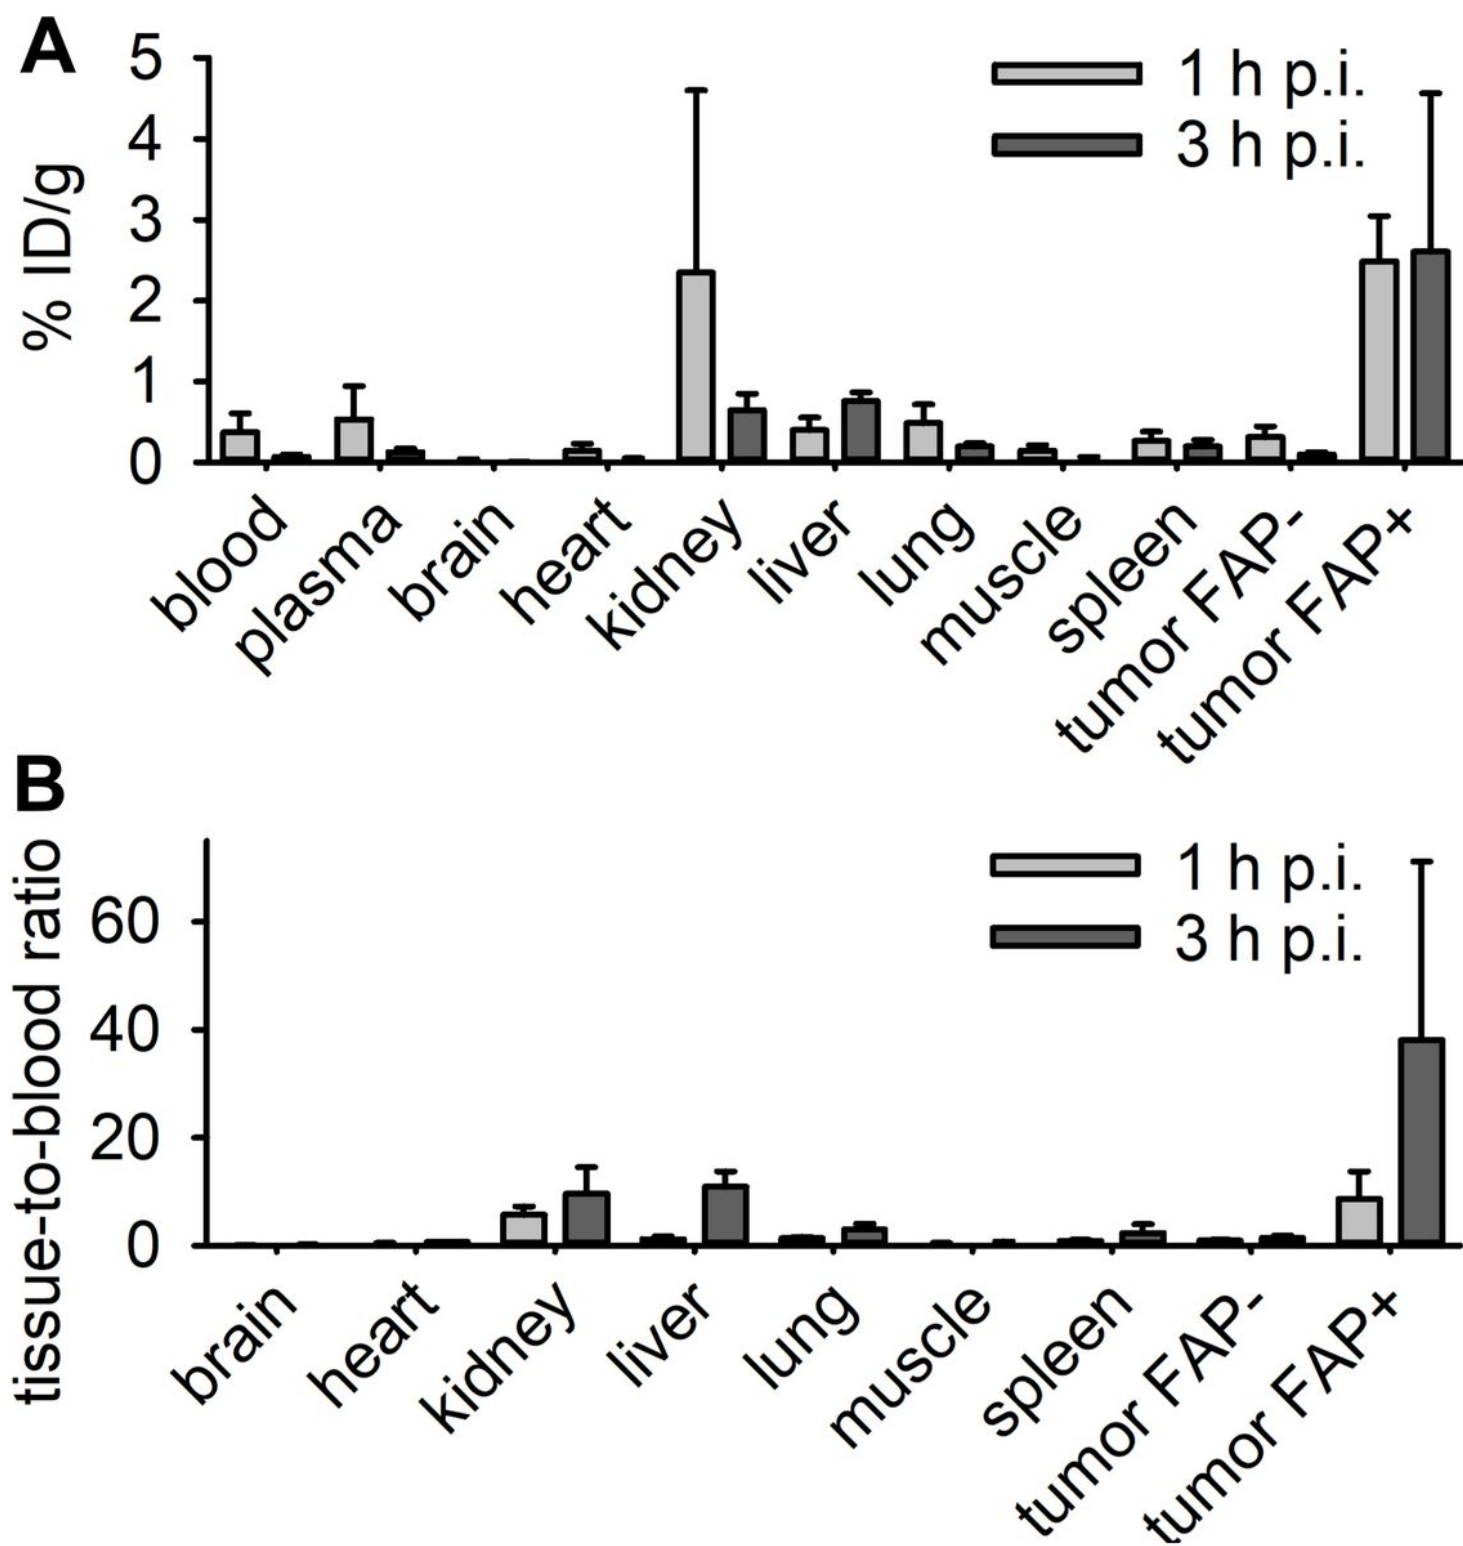 A
% ID/g
5
4
3
2
1
0
1 h p.i.
3 h p.i.
blood
plasma
brain
heart
kidney
liver
lung
muscle
spleen
tumor FAP-
tumor FAP+
B
tissue-to-blood ratio
60
40
20
0
1 h p.i.
3 h p.i.
brain
heart
kidney
liver
lung
muscle
spleen
tumor FAP-
tumor FAP+